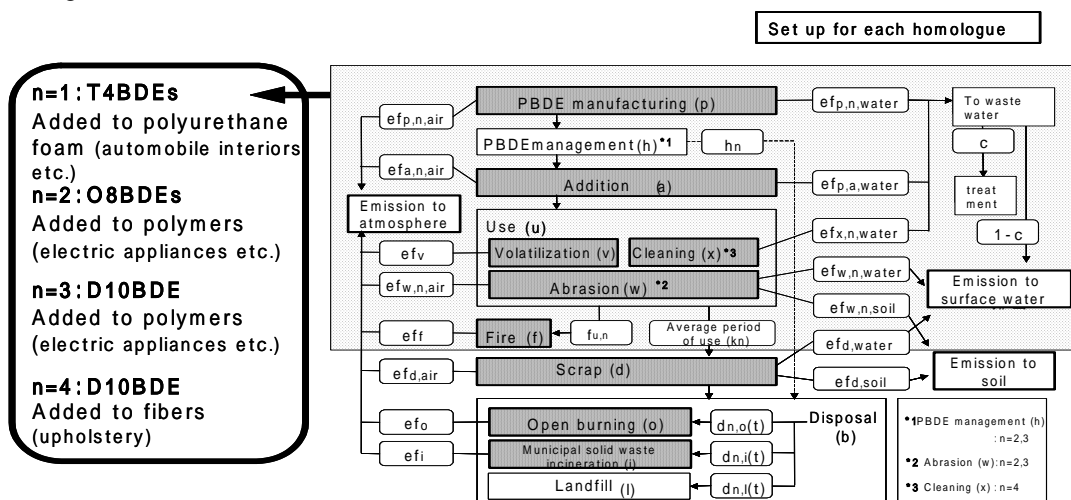 Set up for each homologue
n=1:T4BDEs
Added to polyurethane
foam (automobile interiors
etc.)
n=2:O8BDEs
Added to polymers
(electric appliances etc.)
n=3:D10BDE
Added to polymers
(electric appliances etc.)
n=4:D10BDE
Added to fibers
(upholstery)
PBDE manufacturing (p)
efp,n,air
efp,n,water
To waste
water
PBDEmanagement(h)*1
hn
c
efa,n,air
Addition (a)
efp,a,water
treat
ment
Emission to
atmosphere
Use (u)
efx,n,water
1-c
efv
Volatilization (v)
Cleaning (x)*3
efw,n,air
Abrasion (w) *2
efw,n,water
Emission to
surface water
efw,n,soil
eff
Fire (f)
fu,n
Average period
of use (kn)
efd,water
efd,air
Scrap (d)
efd,soil
Emission to
soil
efo
Open burning (o)
dn,o(t)
Disposal
(b)
efi
Municipal solid waste
incineration (i)
dn,i(t)
Landfill (l)
dn,l(t)
*1PBDE management (h)
:n=2,3
*2 Abrasion (w):n=2,3
*3 Cleaning (x):n=4